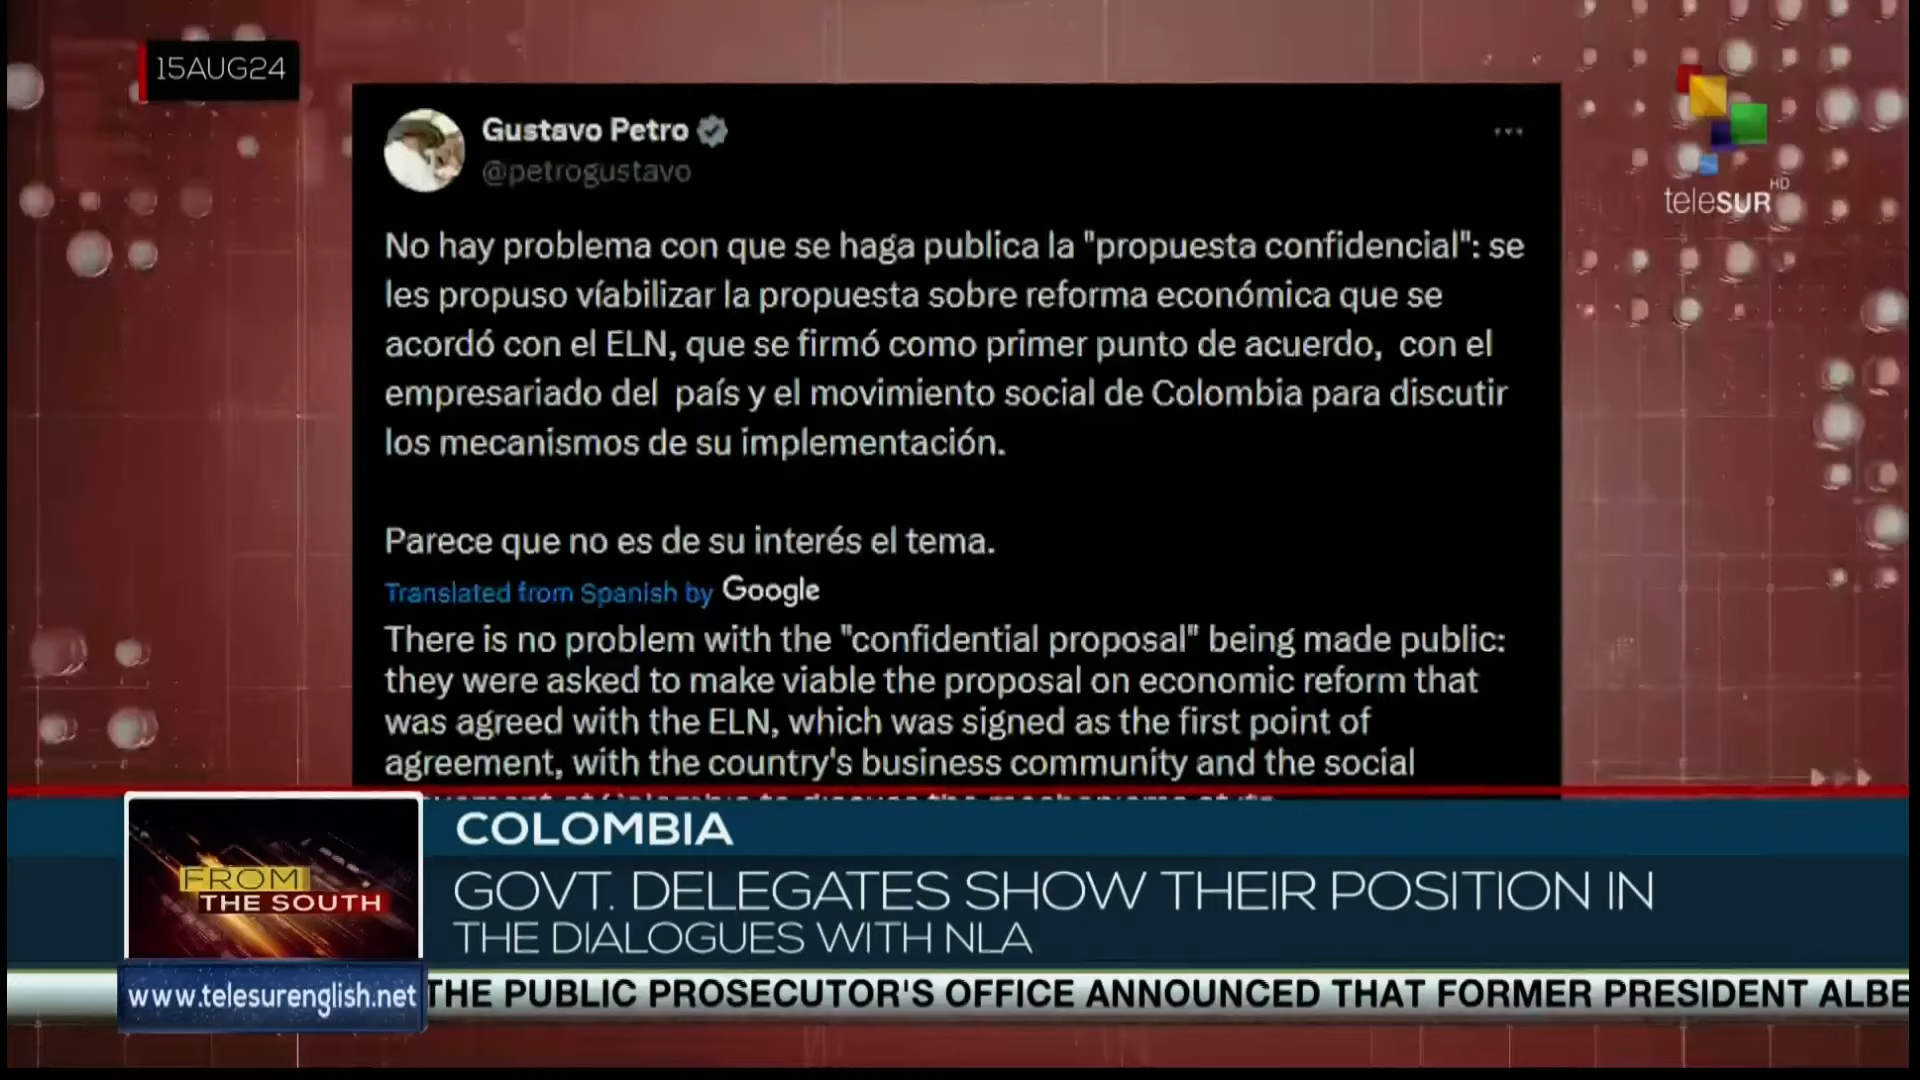 15AUG24
Gustavo Petro
@petrogustavo
HD
teleSUR
No hay problema con que se haga publica la "propuesta confidencial": se
les propuso víabilizar la propuesta sobre reforma económica que se
acordó con el ELN, que se firmó como primer punto de acuerdo, con el
empresariado del país y el movimiento social de Colombia para discutir
los mecanismos de su implementación.
Parece que no es de su interés el tema.
Translated from Spanish by Google
There is no problem with the "confidential proposal" being made public:
they were asked to make viable the proposal on economic reform that
was agreed with the ELN, which was signed as the first point of
agreement, with the country's business community and the social
COLOMBIA
GOVT. DELEGATES SHOW THEIR POSITION IN
THE DIALOGUES WITH NLA
FROM
THE SOUTH
www.telesurenglish.net
THE PUBLIC PROSECUTOR'S OFFICE ANNOUNCED THAT FORMER PRESIDENT ALBE